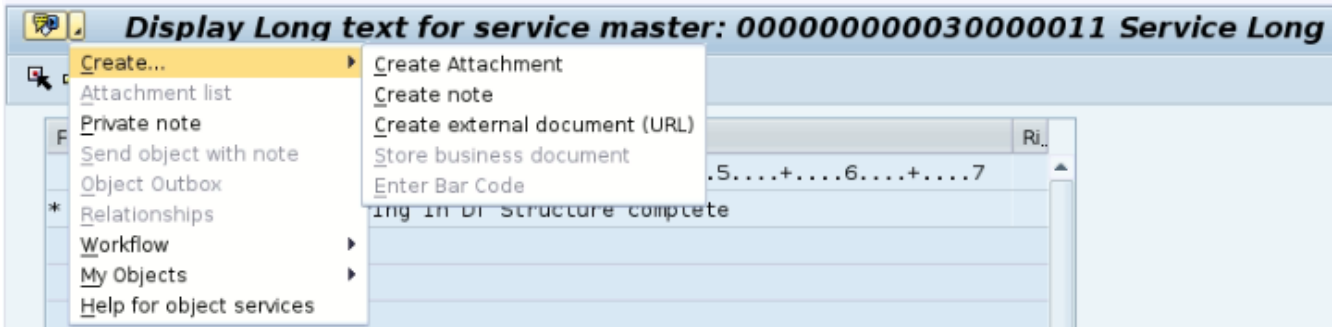 Display Long text for service master: 000000000030000011 Service Long
Create...
Attachment list
Private note
Send object with note
Object Outbox
Relationships
Workflow
My Objects
Help for object services
Create Attachment
Create note
Create external document (URL)
Store business document
Enter Bar Code
F
Ri..
.5....+....6....+....7
* ing in DT Structure complete